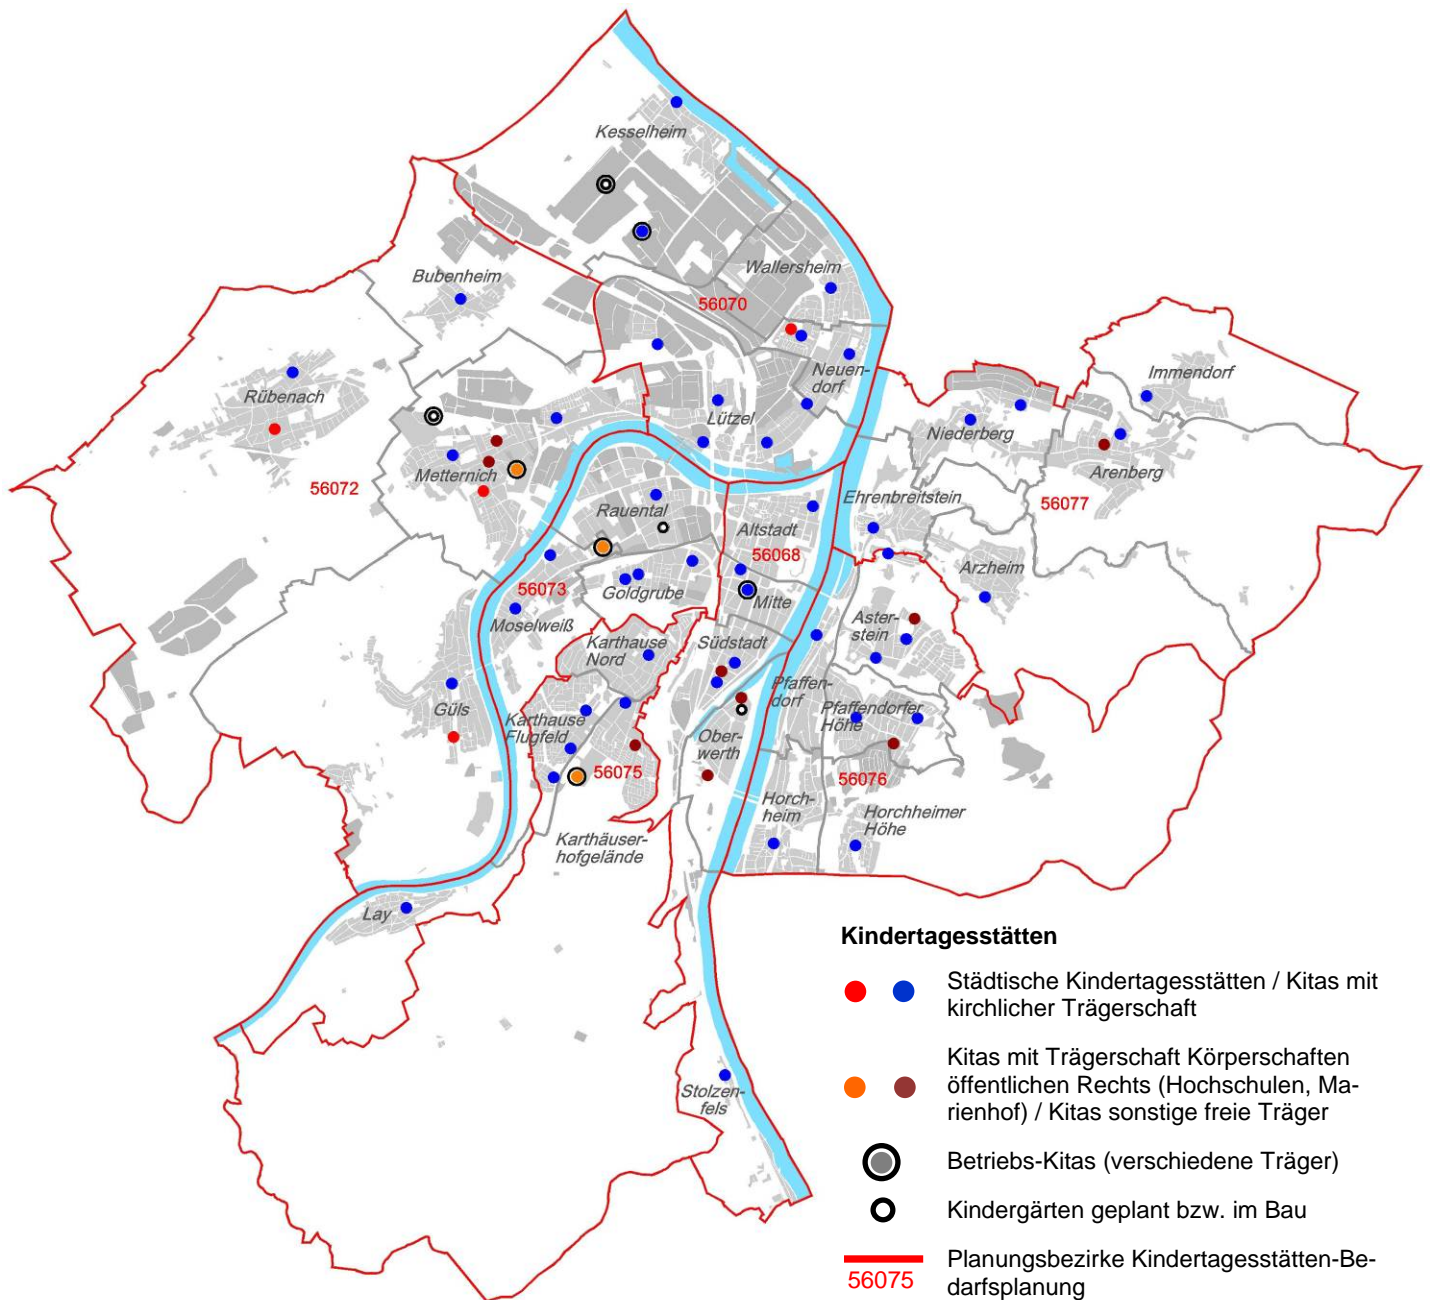 Kesselheim
Bubenheim
Wallersheim
56070
Rübenach
Neuen-
dorf
Immendorf
Lützel
Niederberg
Metternich
Arenberg
56072
56077
Rauental
Altstadt
Ehrenbreitstein
56068
56073
Goldgrube
Mitte
Arzheim
Moselweiß
Aster-
stein
Karthause
Nord
Südstadt
Güls
Karthause
Flugfeld
Pfaffen-
dorf
Pfaffendorfer
Höhe
Ober-
werth
56075
56076
Horch-
heim
Horchheimer
Höhe
Karthäuser-
hofgelände
Lay
Stolzen-
fels
Kindertagesstätten
Städtische Kindertagesstätten / Kitas mit
kirchlicher Trägerschaft
Kitas mit Trägerschaft Körperschaften
öffentlichen Rechts (Hochschulen, Ma-
rienhof) / Kitas sonstige freie Träger
Betriebs-Kitas (verschiedene Träger)
Kindergärten geplant bzw. im Bau
56075
Planungsbezirke Kindertagesstätten-Be-
darfsplanung